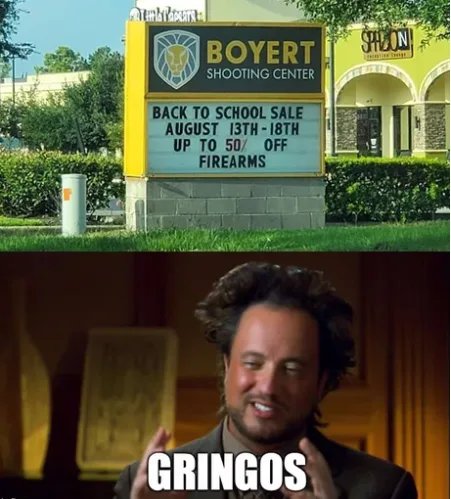 BOYERT
SHOOTING CENTER
BACK TO SCHOOL SALE
AUGUST 13TH-18TH
UP TO 50% OFF
FIREARMS
GRINGOS